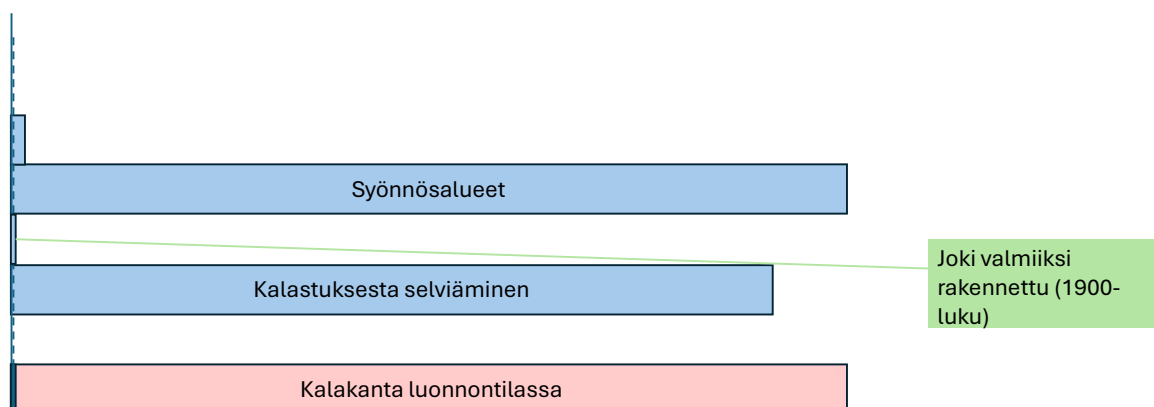 Syönnösalueet
Joki valmiiksi
rakennettu (1900-
luku)
Kalastuksesta selviäminen
Kalakanta luonnontilassa